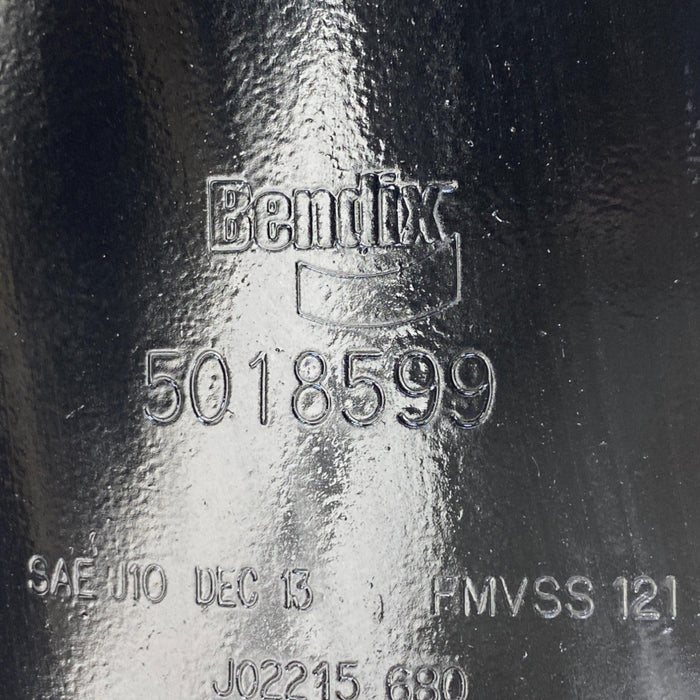 Bendix
5018599
SAE J10 DEC 13 FMVSS 121
J02215 680